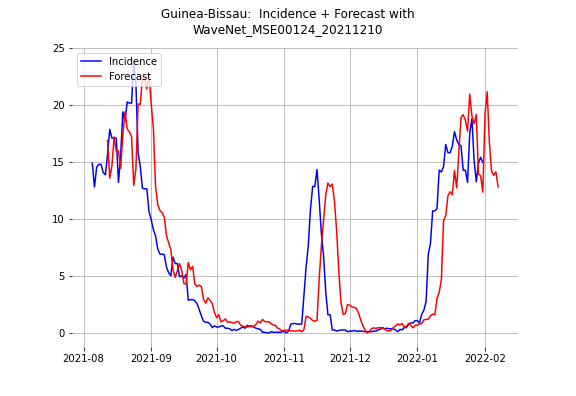 Guinea-Bissau:  Incidence + Forecast with
WaveNet_MSE00124_20211210
25
20
15
10
5
0
Incidence
Forecast
2021-08 2021-09 2021-10 2021-11 2021-12 2022-01 2022-02